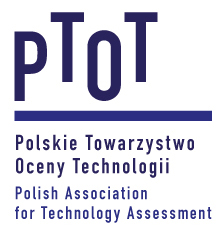 PTOT
Polskie Towarzystwo
Oceny Technologii
Polish Association
for Technology Assessment